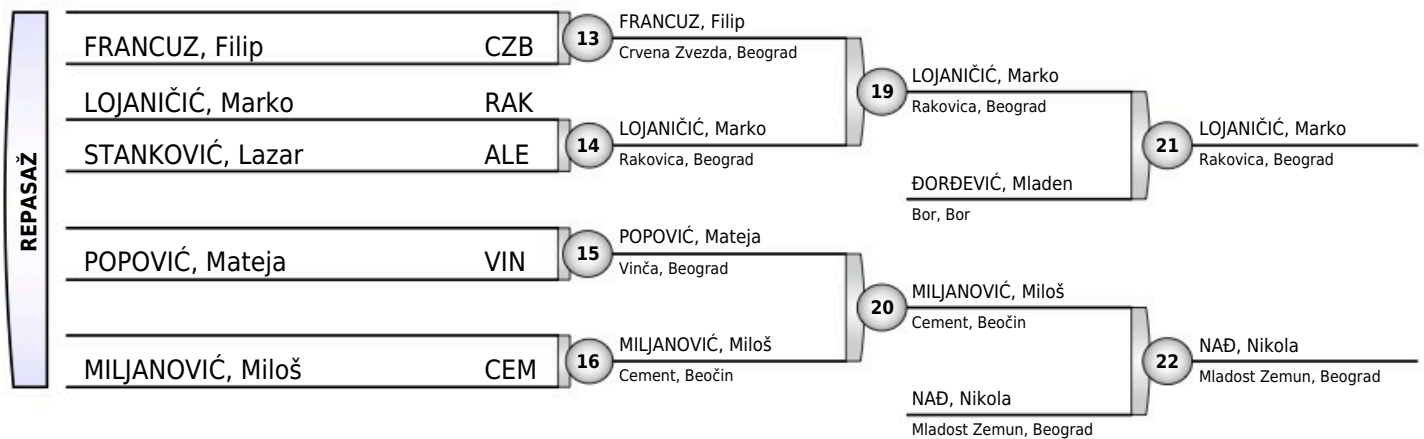 REPASAŽ
FRANCUZ, Filip CZB
LOJANIČIĆ, Marko RAK
STANKOVIĆ, Lazar ALE
POPOVIĆ, Mateja VIN
MILJANOVIĆ, Miloš CEM
13
FRANCUZ, Filip
Crvena Zvezda, Beograd
14
LOJANIČIĆ, Marko
Rakovica, Beograd
15
POPOVIĆ, Mateja
Vinča, Beograd
16
MILJANOVIĆ, Miloš
Cement, Beočin
19
LOJANIČIĆ, Marko
Rakovica, Beograd
ĐORĐEVIĆ, Mladen
Bor, Bor
20
MILJANOVIĆ, Miloš
Cement, Beočin
NAĐ, Nikola
Mladost Zemun, Beograd
21
LOJANIČIĆ, Marko
Rakovica, Beograd
22
NAĐ, Nikola
Mladost Zemun, Beograd